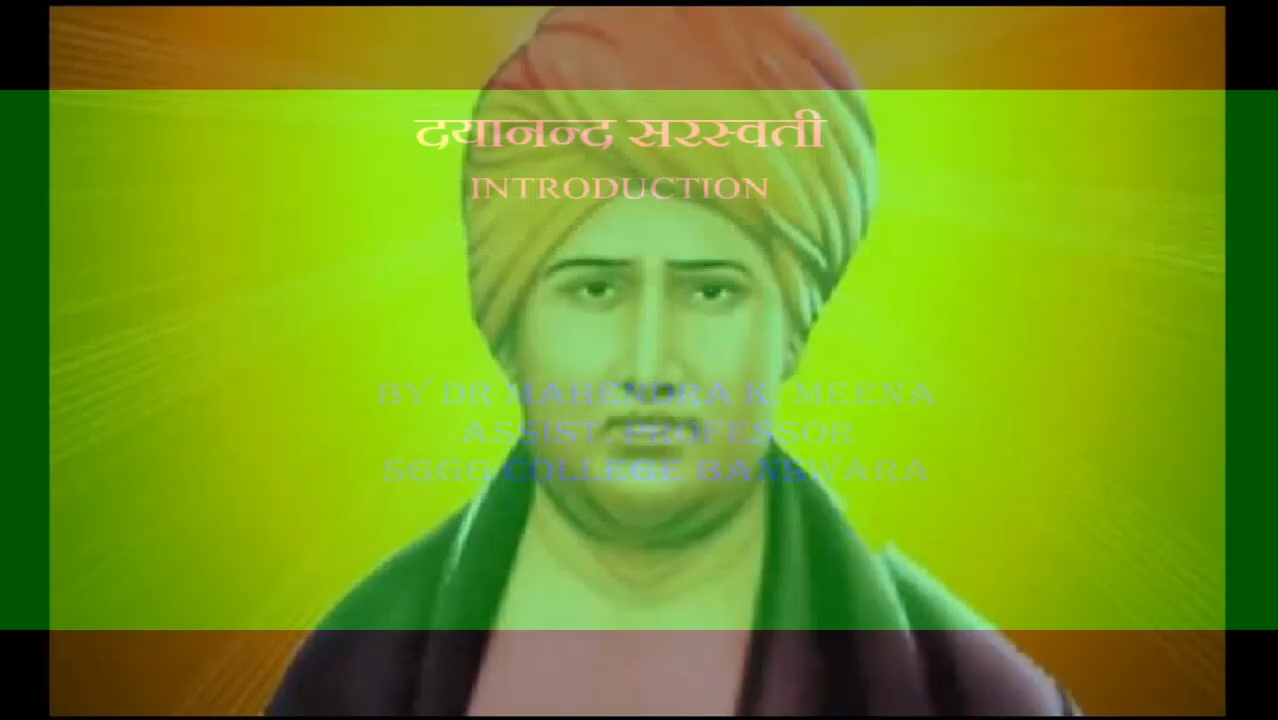 दयानन्द सरस्वती
INTRODUCTION
BY DR MAHENDRA K. MEENA
ASSIST. PROFESSOR
SGGG COLLEGE BANSWARA